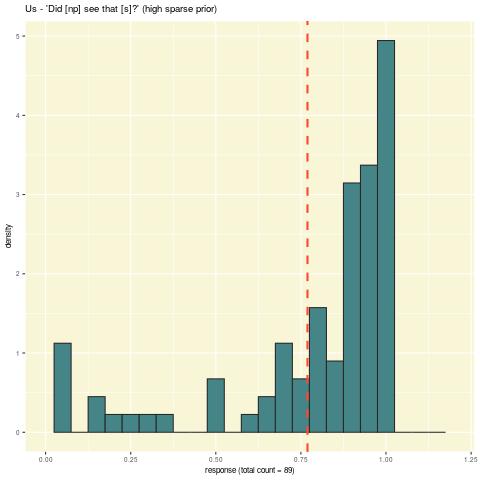 Us - 'Did [np] see that [s]?' (high sparse prior)
5
4
3
2
1
0
density
0.00 0.25 0.50 0.75 1.00 1.25
response (total count = 89)